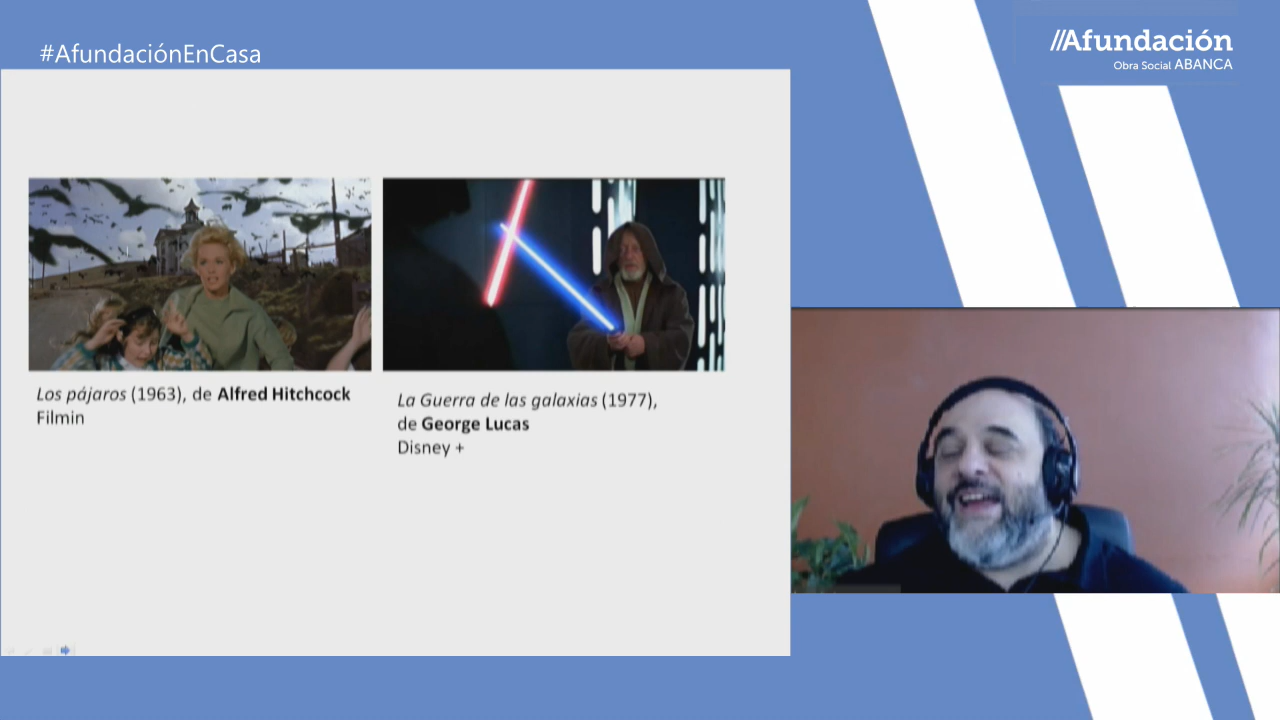 #AfundaciónEnCasa
//Afundación
Obra Social ABANCA
Los pájaros (1963), de Alfred Hitchcock
Filmin
La Guerra de las galaxias (1977),
de George Lucas
Disney +